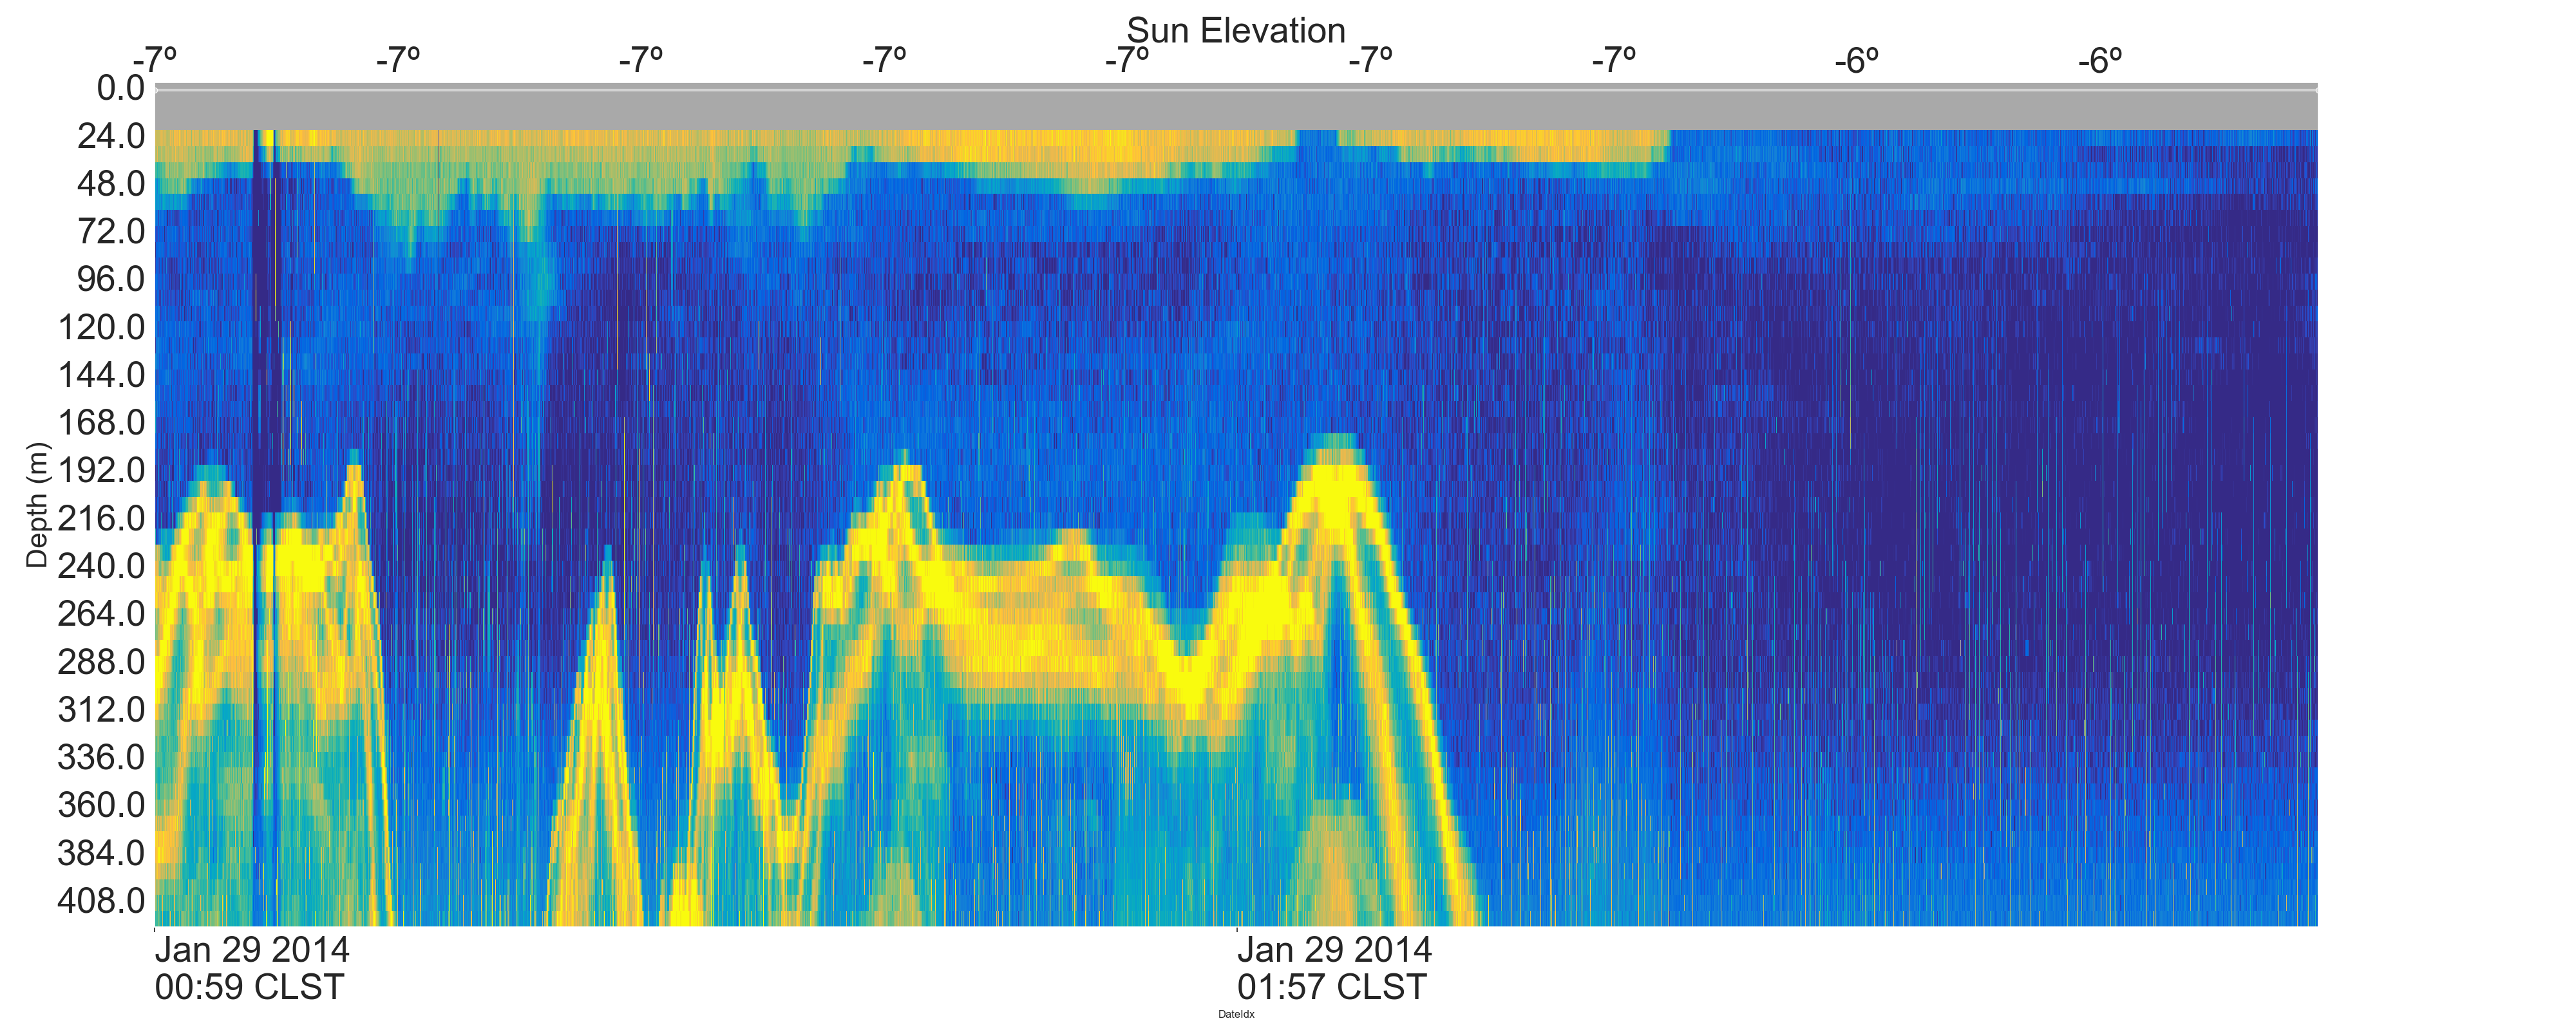 Sun Elevation
-7º -7º -7º -7º -7º -7º -7º -6º -6º
0.0
24.0
48.0
72.0
96.0
120.0
144.0
168.0
192.0
216.0
240.0
264.0
288.0
312.0
336.0
360.0
384.0
408.0
Depth (m)
Jan 29 2014
00:59 CLST
Jan 29 2014
01:57 CLST
DateIdx